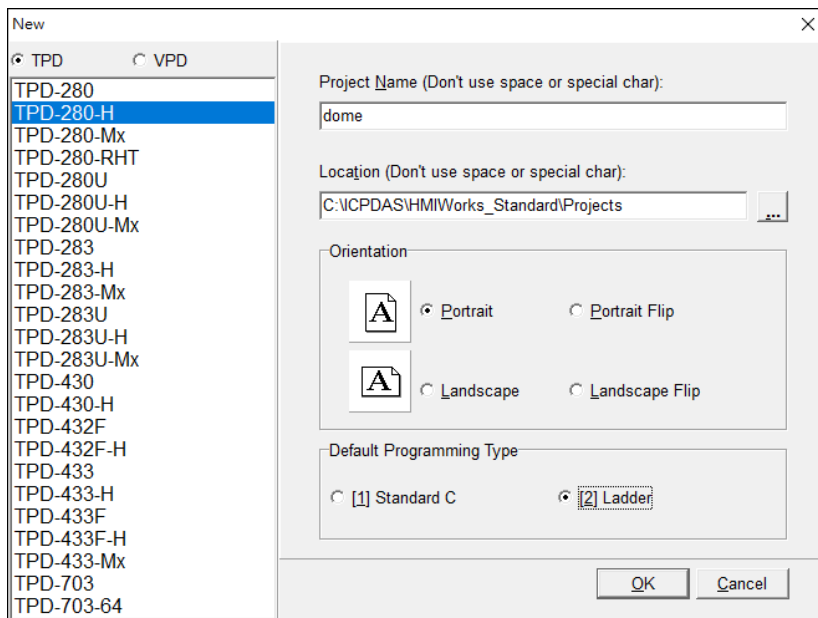 New
TPD VPD
TPD-280
TPD-280-H
TPD-280-Mx
TPD-280-RHT
TPD-280U
TPD-280U-H
TPD-280U-Mx
TPD-283
TPD-283-H
TPD-283-Mx
TPD-283U
TPD-283U-H
TPD-283U-Mx
TPD-430
TPD-430-H
TPD-432F
TPD-432F-H
TPD-433
TPD-433-H
TPD-433F
TPD-433F-H
TPD-433-Mx
TPD-703
TPD-703-64
Project Name (Don't use space or special char):
dome
Location (Don't use space or special char):
C:\ICPDAS\HMIWorks_Standard\Projects
...
Orientation
A Portrait Portrait Flip
A Landscape Landscape Flip
Default Programming Type
[1] Standard C [2] Ladder
OK Cancel